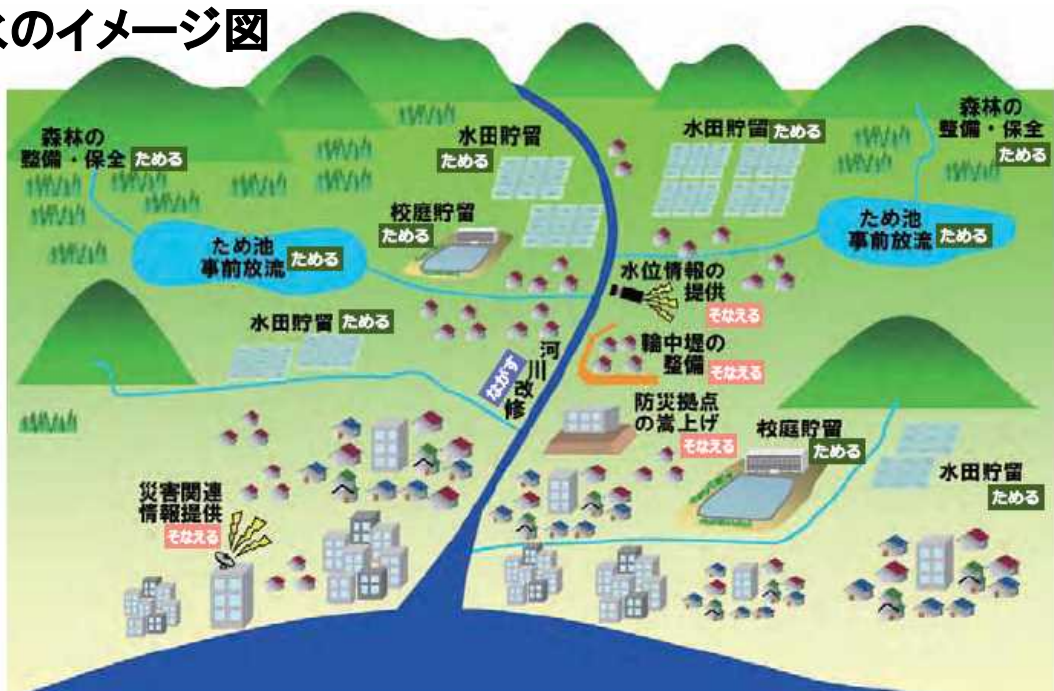 のイメージ図
森林の
整備・保全 ためる
水田貯留
ためる
水田貯留 ためる
森林の
整備・保全
ためる
校庭貯留
ためる
ため池
事前放流 ためる
ため池
事前放流 ためる
水位情報の
提供
そなえる
水田貯留 ためる
輪中堤の
整備 そなえる
ながす
河川改修
防災拠点
の嵩上げ
そなえる
校庭貯留
ためる
水田貯留
ためる
災害関連
情報提供
そなえる